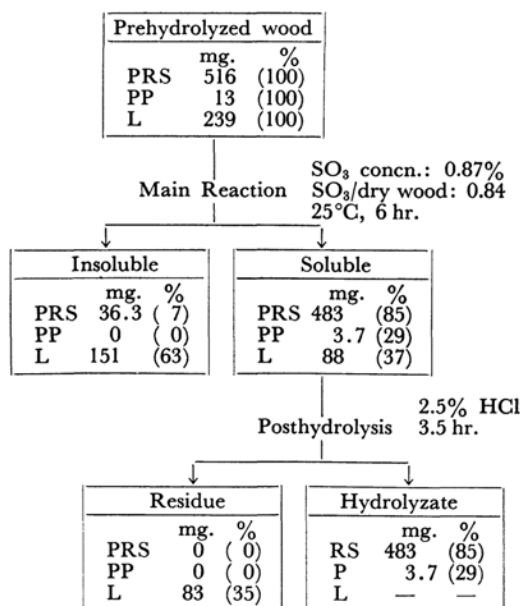 Prehydrolyzed wood
mg. %
PRS 516 (100)
PP 13 (100)
L 239 (100)
Main Reaction
SO₃ concn.: 0.87%
SO₃/dry wood: 0.84
25°C, 6 hr.
Insoluble
mg. %
PRS 36.3 ( 7)
PP 0 ( 0)
L 151 (63)
Soluble
mg. %
PRS 483 (85)
PP 3.7 (29)
L 88 (37)
Posthydrolysis
2.5% HCl
3.5 hr.
Residue
mg. %
PRS 0 ( 0)
PP 0 ( 0)
L 83 (35)
Hydrolyzate
mg. %
RS 483 (85)
P 3.7 (29)
L — —